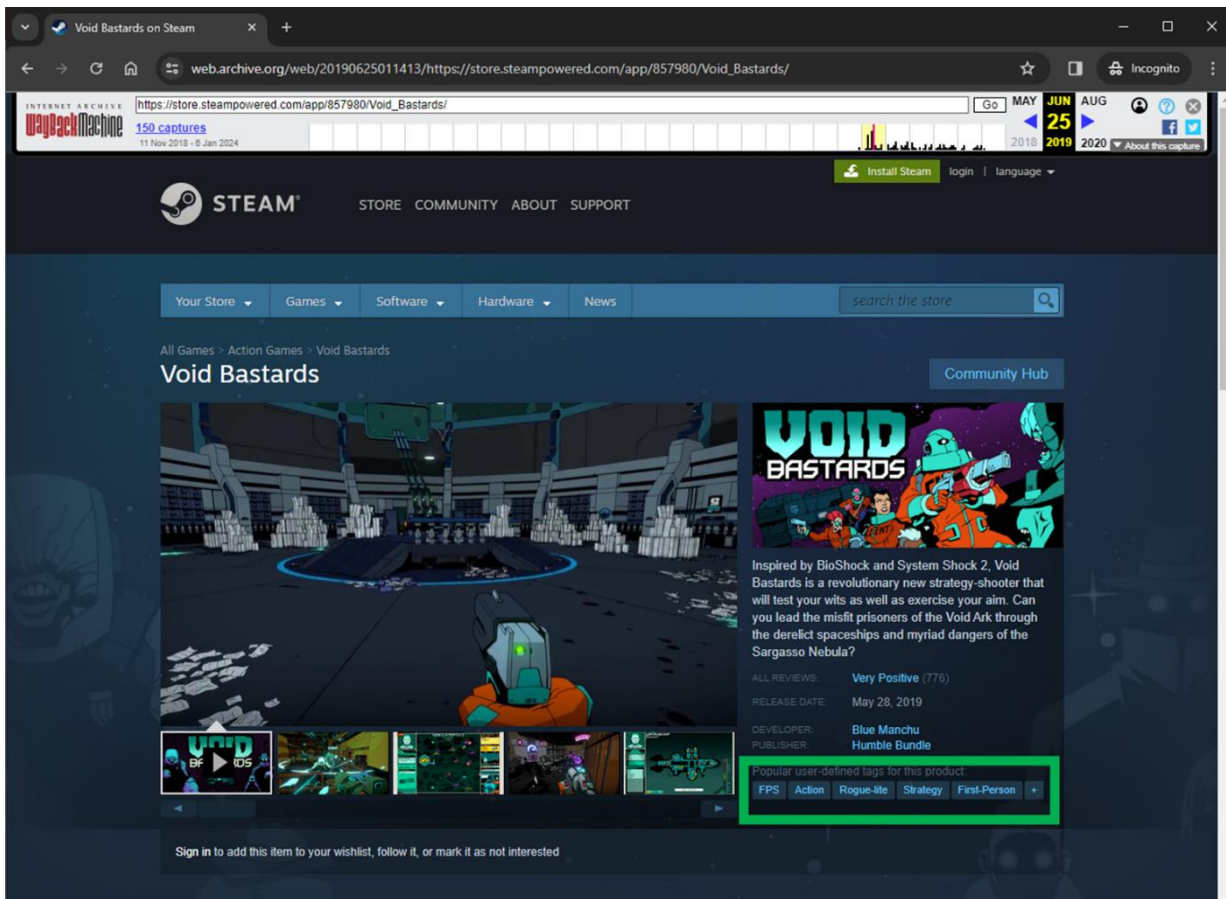 Void Bastards on Steam
web.archive.org/web/20190625011413/https://store.steampowered.com/app/857980/Void_Bastards/
Incognito
INTERNET ARCHIVE
WayBackMachine
https://store.steampowered.com/app/857980/Void_Bastards/
Go
MAY JUN AUG
150 captures
25
11 Nov 2018 - 6 Jan 2024
2018 2019 2020
About this capture
Install Steam login | language
STEAM®
STORE COMMUNITY ABOUT SUPPORT
Your Store Games Software Hardware News
search the store
All Games > Action Games > Void Bastards
Void Bastards
Community Hub
VOID
BASTARDS
Inspired by BioShock and System Shock 2, Void
Bastards is a revolutionary new strategy-shooter that
will test your wits as well as exercise your aim. Can
you lead the misfit prisoners of the Void Ark through
the derelict spaceships and myriad dangers of the
Sargasso Nebula?
ALL REVIEWS: Very Positive (776)
RELEASE DATE: May 28, 2019
DEVELOPER: Blue Manchu
PUBLISHER: Humble Bundle
Popular user-defined tags for this product:
FPS Action Rogue-lite Strategy First-Person +
Sign in to add this item to your wishlist, follow it, or mark it as not interested